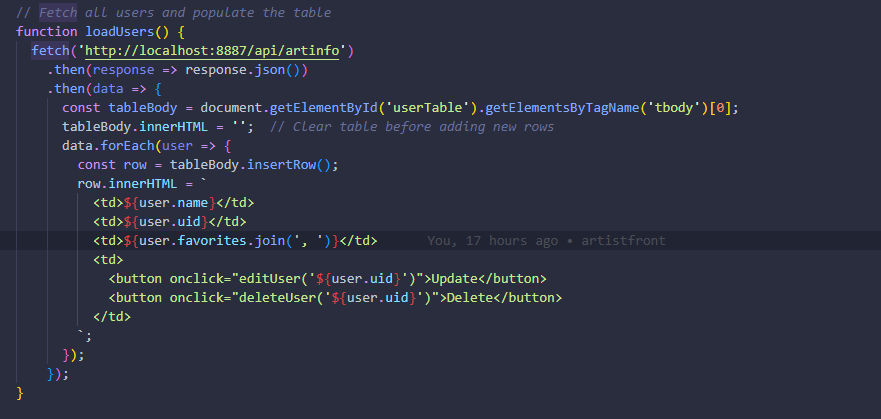 // Fetch all users and populate the table
function loadUsers() {
  fetch('http://localhost:8887/api/artinfo')
    .then(response => response.json())
    .then(data => {
      const tableBody = document.getElementById('userTable').getElementsByTagName('tbody')[0];
      tableBody.innerHTML = '';  // Clear table before adding new rows
      data.forEach(user => {
        const row = tableBody.insertRow();
        row.innerHTML = `
          <td>${user.name}</td>
          <td>${user.uid}</td>
          <td>${user.favorites.join(', ')}</td>      You, 17 hours ago • artistfront
          <td>
            <button onclick="editUser('${user.uid}')">Update</button>
            <button onclick="deleteUser('${user.uid}')">Delete</button>
          </td>
        `;
      });
    });
}